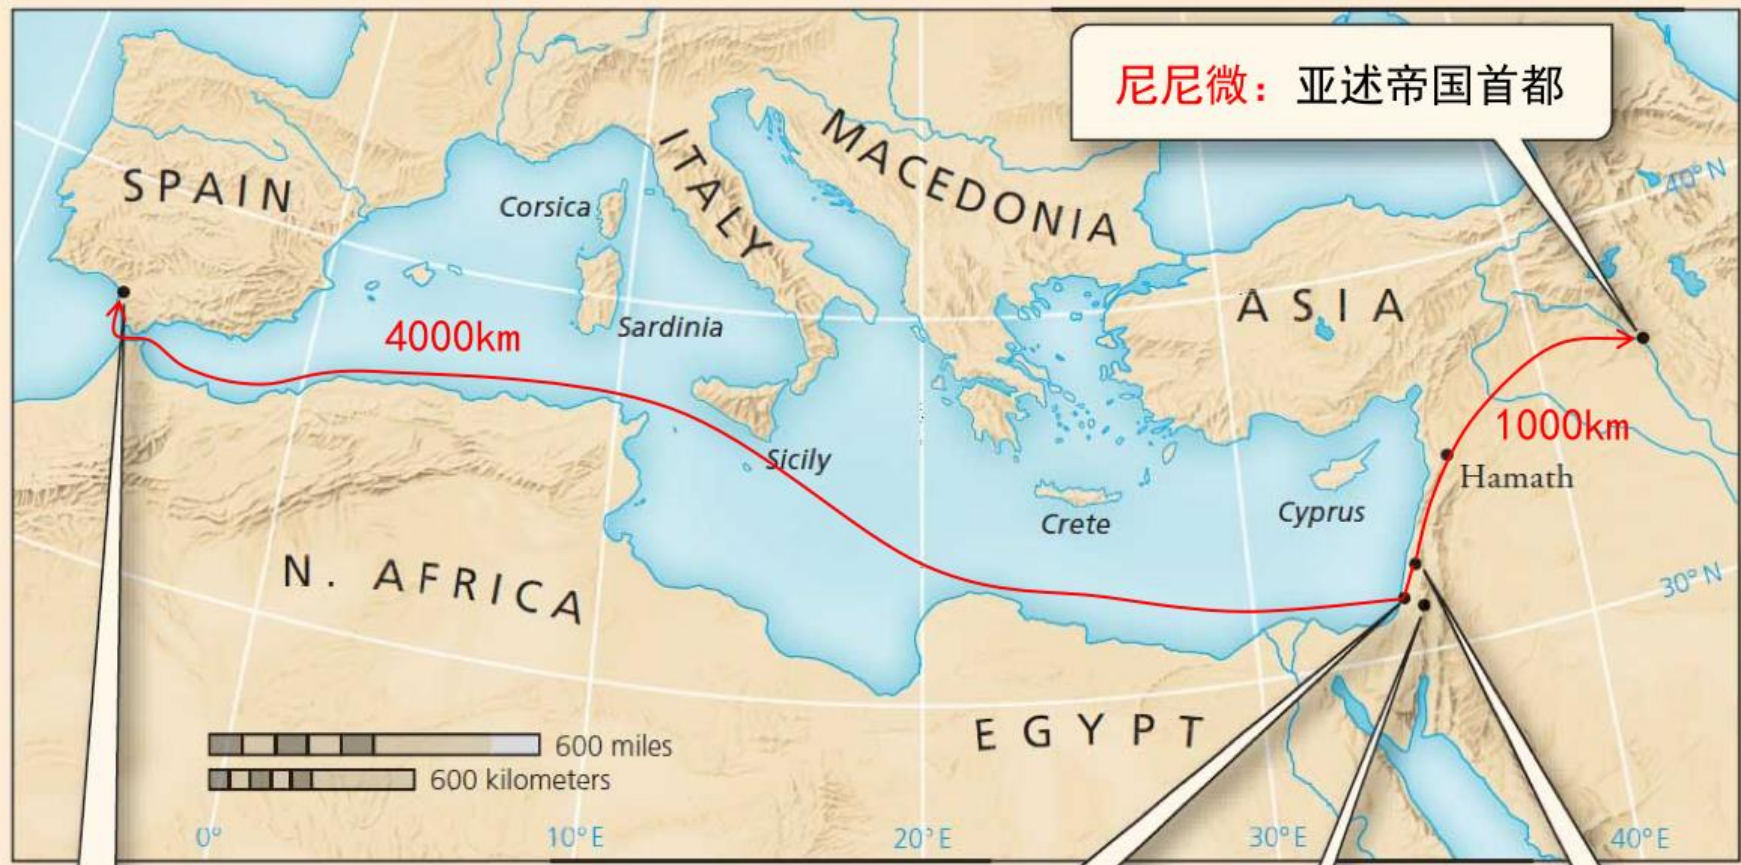 尼尼微：亚述帝国首都
MACEDONIA
ITALY
SPAIN
Corsica
40°N
ASIA
Sardinia
4000km
1000km
Sicily
Hamath
Crete
Cyprus
N. AFRICA
30°N
EGYPT
600 miles
600 kilometers
0°
10°E
20°E
30°E
40°E